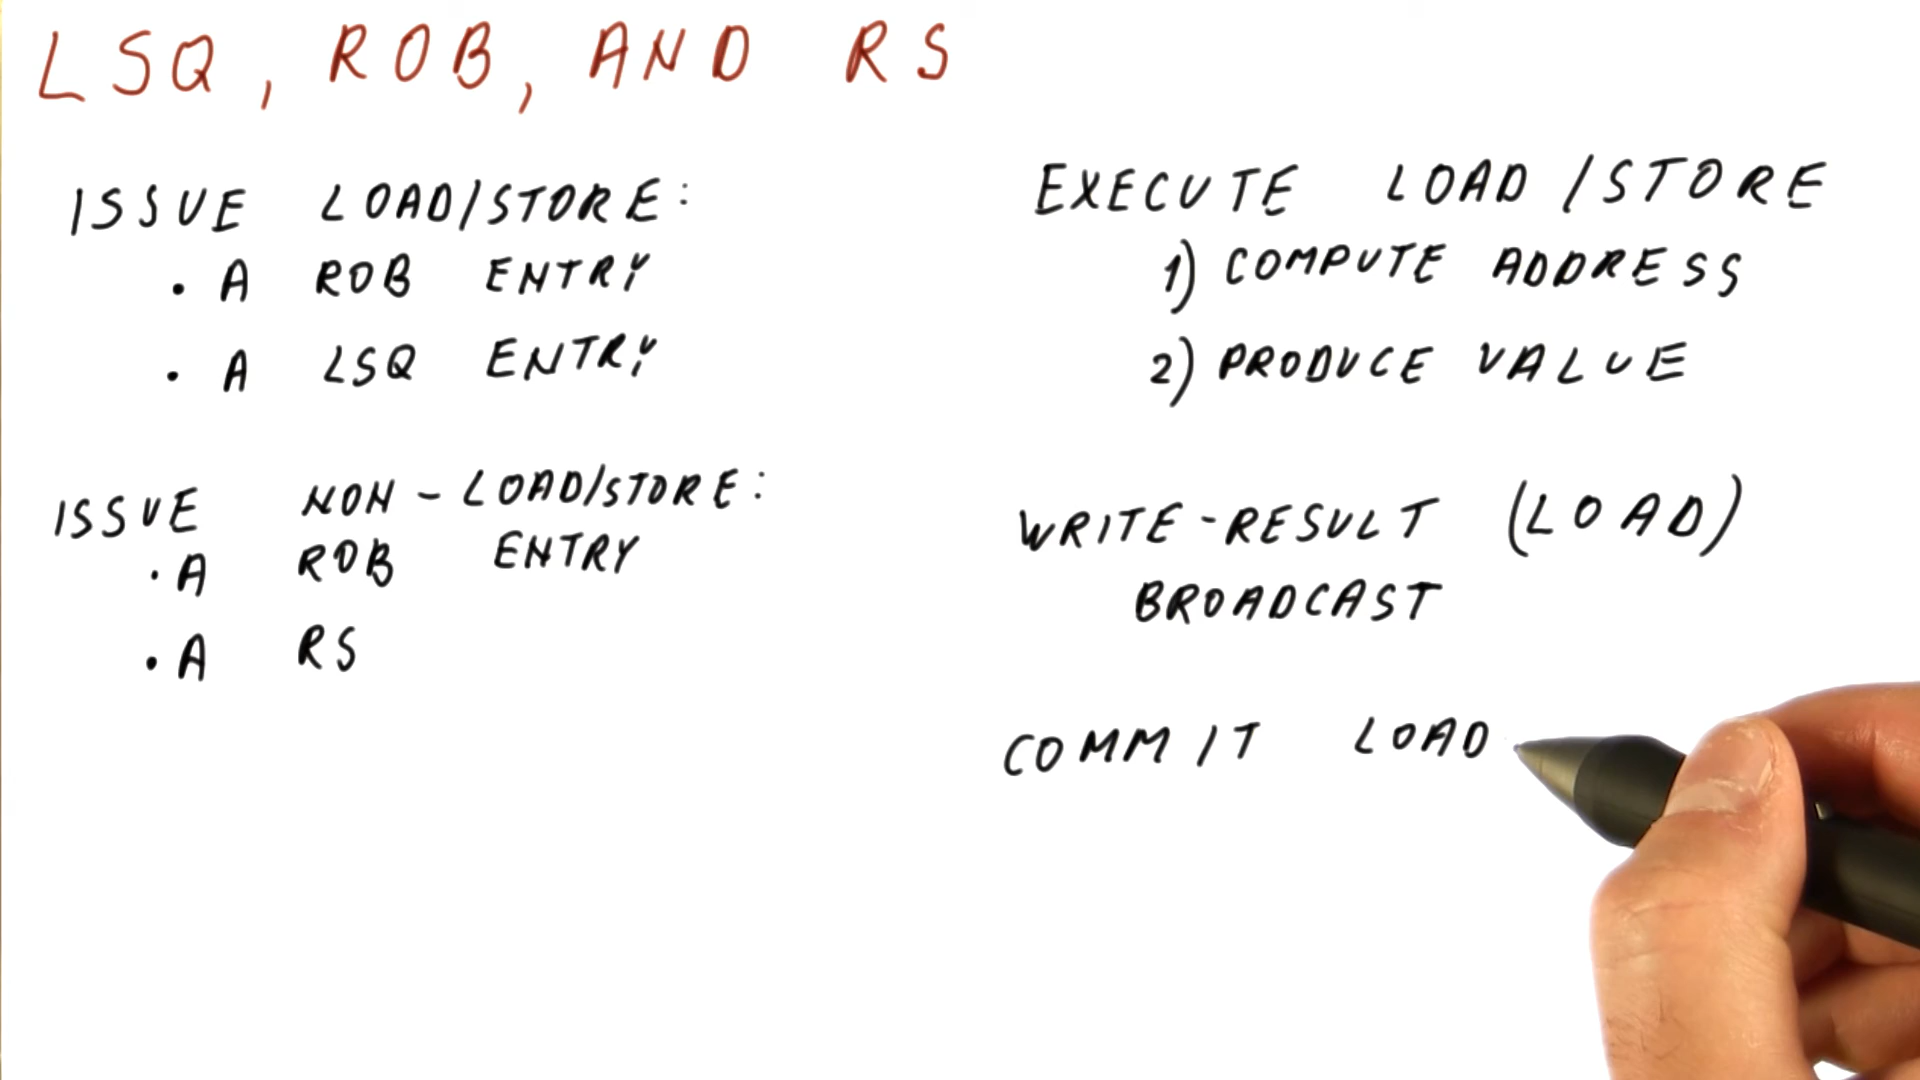 LSQ, ROB, AND RS
ISSUE LOAD/STORE:
· A ROB ENTRY
· A LSQ ENTRY
ISSUE NON-LOAD/STORE:
· A ROB ENTRY
· A RS
EXECUTE LOAD/STORE
1) COMPUTE ADDRESS
2) PRODUCE VALUE
WRITE-RESULT (LOAD)
BROADCAST
COMMIT LOAD